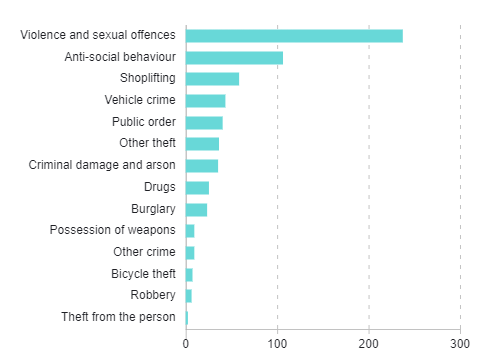 Violence and sexual offences
Anti-social behaviour
Shoplifting
Vehicle crime
Public order
Other theft
Criminal damage and arson
Drugs
Burglary
Possession of weapons
Other crime
Bicycle theft
Robbery
Theft from the person
0 100 200 300